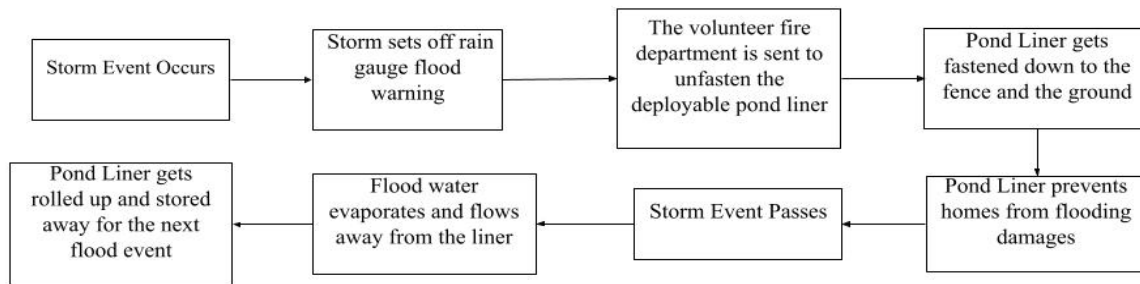 Storm Event Occurs
Storm sets off rain
gauge flood
warning
The volunteer fire
department is sent to
unfasten the
deployable pond liner
Pond Liner gets
fastened down to the
fence and the ground
Pond Liner prevents
homes from flooding
damages
Storm Event Passes
Flood water
evaporates and flows
away from the liner
Pond Liner gets
rolled up and stored
away for the next
flood event